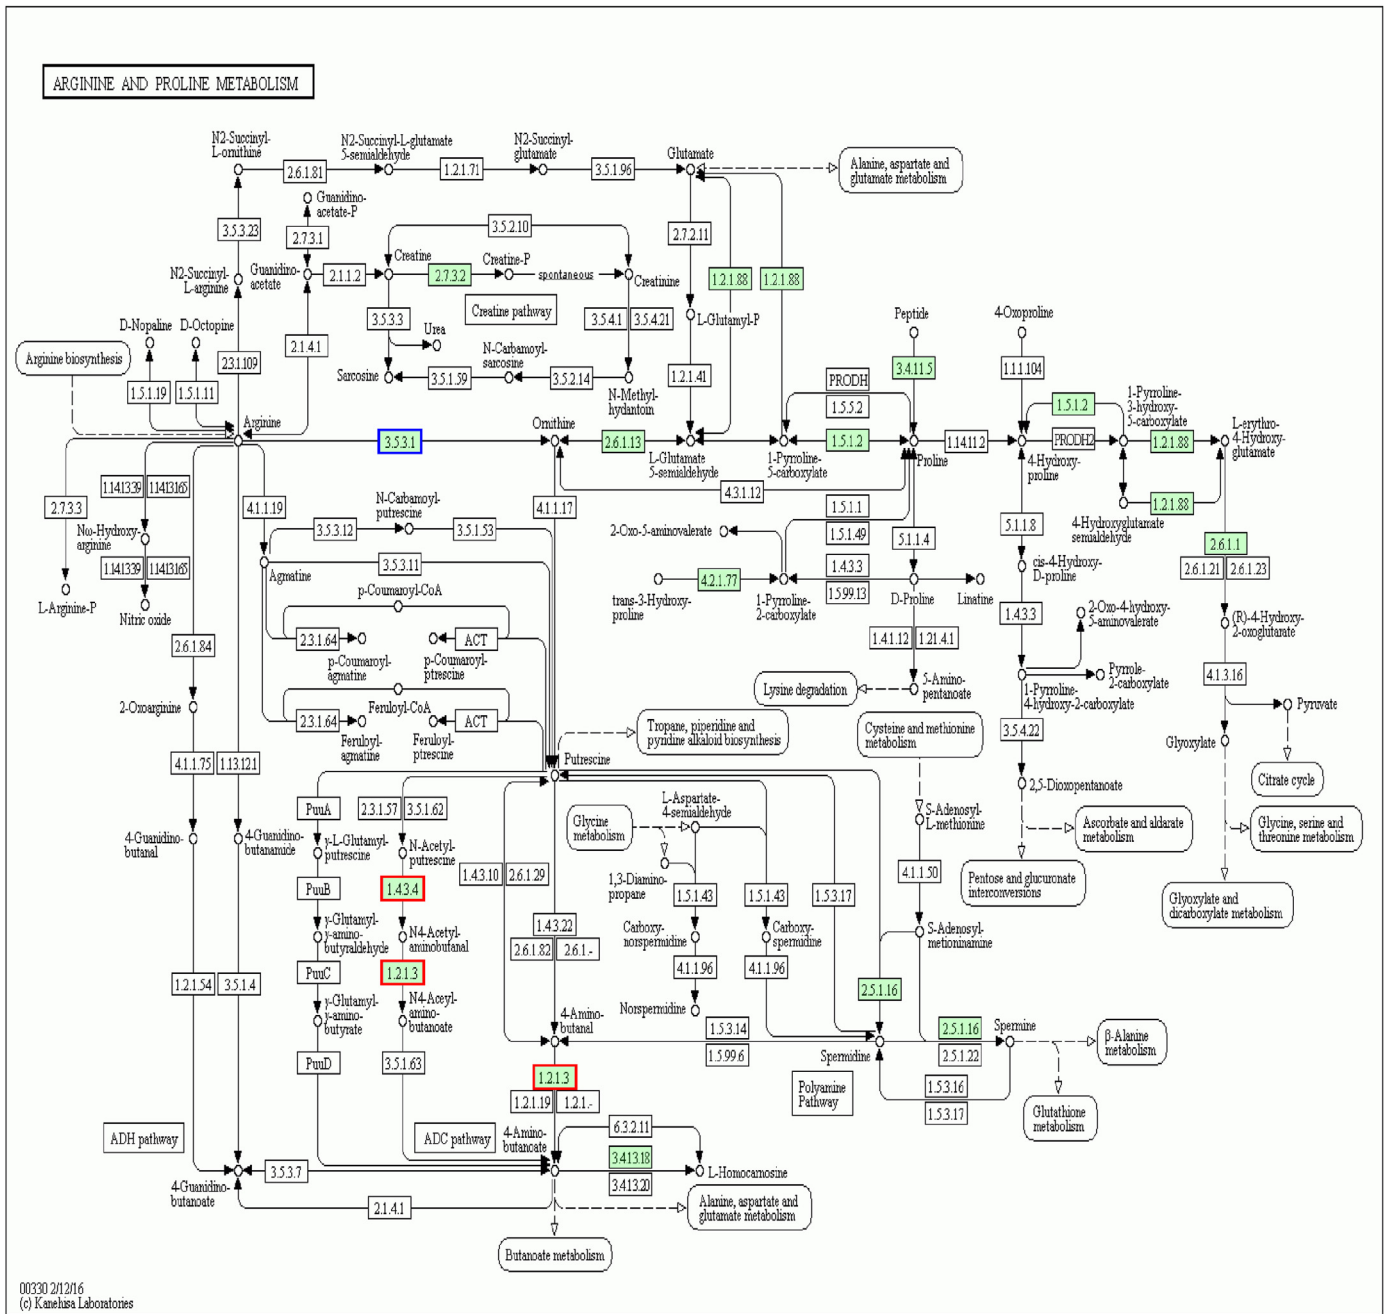 ARGININE AND PROLINE METABOLISM
N2-Succinyl-
L-ornithine
N2-Succinyl-L-glutamate
5-semialdehyde
N2-Succinyl
glutamate
Glutamate
2.6.1.81
1.2.1.71
3.5.1.96
Alanine, aspartate and
glutamate metabolism
Guanidino-
acetate-P
3.5.3.23
2.7.3.1
3.5.2.10
2.7.2.11
N2-Succinyl-
L-arginine
Guanidino-
acetate
2.1.1.2
Creatine
2.7.3.2
Creatine-P
spontaneous
Creatinine
1.2.1.88
1.2.1.88
Creatine pathway
3.5.3.3
Urea
3.5.4.1
3.5.4.21
L-Glutamyl-P
Peptide
4-Oxoproline
D-Nopaline
D-Octopine
2.1.4.1
Arginine biosynthesis
2.3.1.109
N-Carbamoyl-
sarcosine
Sarcosine
3.5.1.59
3.5.2.14
N-Methyl-
hydantoin
1.2.1.41
3.4.11.5
1.1.1.104
1.5.1.19
1.5.1.11
PRODH
1.5.5.2
1.5.1.2
1-Pyrroline-
3-hydroxy-
5-carboxylate
L-erythro-
4-Hydroxy-
glutamate
Arginine
3.5.3.1
Ornithine
2.6.1.13
L-Glutamate
5-semialdehyde
1-Pyrroline-
5-carboxylate
1.5.1.2
Proline
1.14.11.2
4-Hydroxy-
proline
PRODH2
1.2.1.88
1.14.13.39
1.14.13.165
4.3.1.12
1.2.1.88
2.7.3.3
4.1.1.19
N-Carbamoyl-
putrescine
4.1.1.17
1.5.1.1
1.5.1.49
5.1.1.4
5.1.1.8
4-Hydroxyglutamate
semialdehyde
Nω-Hydroxy-
arginine
3.5.3.12
3.5.1.53
2-Oxo-5-aminovalerate
2.6.1.1
2.6.1.21
2.6.1.23
1.14.13.39
1.14.13.165
Agmatine
3.5.3.11
4.2.1.77
1.4.3.3
1.5.99.13
cis-4-Hydroxy-
D-proline
L-Arginine-P
Nitric oxide
p-Coumaroyl-CoA
trans-3-Hydroxy-
proline
1-Pyrroline-
2-carboxylate
D-Proline
Linatine
1.4.3.3
2-Oxo-4-hydroxy-
5-aminovalerate
(R)-4-Hydroxy-
2-oxoglutarate
2.6.1.84
2.3.1.64
ACT
1.4.1.12
1.21.4.1
p-Coumaroyl-
agmatine
p-Coumaroyl-
ptrescine
Pyrrole-
2-carboxylate
4.1.3.16
Lysine degradation
5-Amino-
pentanoate
1-Pyrroline-
4-hydroxy-2-carboxylate
Pyruvate
2-Oxoarginine
Feruloyl-CoA
2.3.1.64
ACT
Tropane, piperidine and
pyridine alkaloid biosynthesis
Cysteine and methionine
metabolism
3.5.4.22
Glyoxylate
Feruloyl-
agmatine
Feruloyl-
ptrescine
Putrescine
Citrate cycle
4.1.1.75
1.13.12.1
2,5-Dioxopentanoate
PuuA
2.3.1.57
3.5.1.62
L-Aspartate-
4-semialdehyde
Glycine
metabolism
S-Adenosyl-
L-methionine
Ascorbate and aldarate
metabolism
Glycine, serine and
threonine metabolism
4-Guanidino-
butanal
4-Guanidino-
butanamide
γ-L-Glutamyl-
putrescine
N-Acetyl-
putrescine
1.4.3.10
2.6.1.29
1,3-Diamino-
propane
4.1.1.50
Pentose and glucuronate
interconversions
PuuB
1.4.3.4
1.5.1.43
1.5.1.43
1.5.3.17
Glyoxylate and
dicarboxylate metabolism
γ-Glutamyl-
γ-amino-
butyraldehyde
N4-Acetyl-
aminobutanal
1.4.3.22
2.6.1.82
2.6.1.-
Carboxy-
norspermidine
Carboxy-
spermidine
S-Adenosyl-
metioninamine
PuuC
1.2.1.3
4.1.1.96
4.1.1.96
1.2.1.54
3.5.1.4
2.5.1.16
γ-Glutamyl-
γ-amino-
butyrate
N4-Aceyl-
amino-
butanoate
Norspermidine
4-Amino-
butanal
1.5.3.14
1.5.99.6
2.5.1.16
2.5.1.22
Spermine
β-Alanine
metabolism
PuuD
3.5.1.63
Spermidine
1.2.1.3
1.2.1.19
1.2.1.-
Polyamine
Pathway
1.5.3.16
1.5.3.17
Glutathione
metabolism
ADH pathway
ADC pathway
4-Amino-
butanoate
6.3.2.11
3.4.13.18
3.4.13.20
L-Homocarnosine
4-Guanidino-
butanoate
3.5.3.7
2.1.4.1
Alanine, aspartate and
glutamate metabolism
Butanoate metabolism
00330 2/12/16
(c) Kanehisa Laboratories